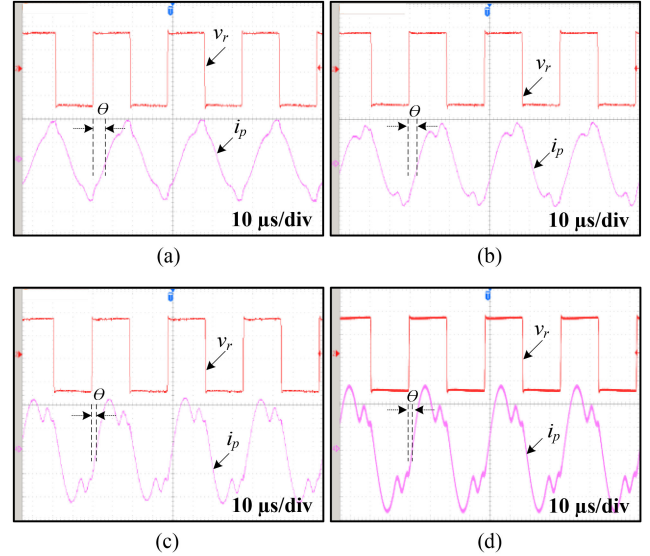 v_r
θ
i_p
10 μs/div
(a)
v_r
θ
i_p
10 μs/div
(b)
v_r
θ
i_p
10 μs/div
(c)
v_r
θ
i_p
10 μs/div
(d)